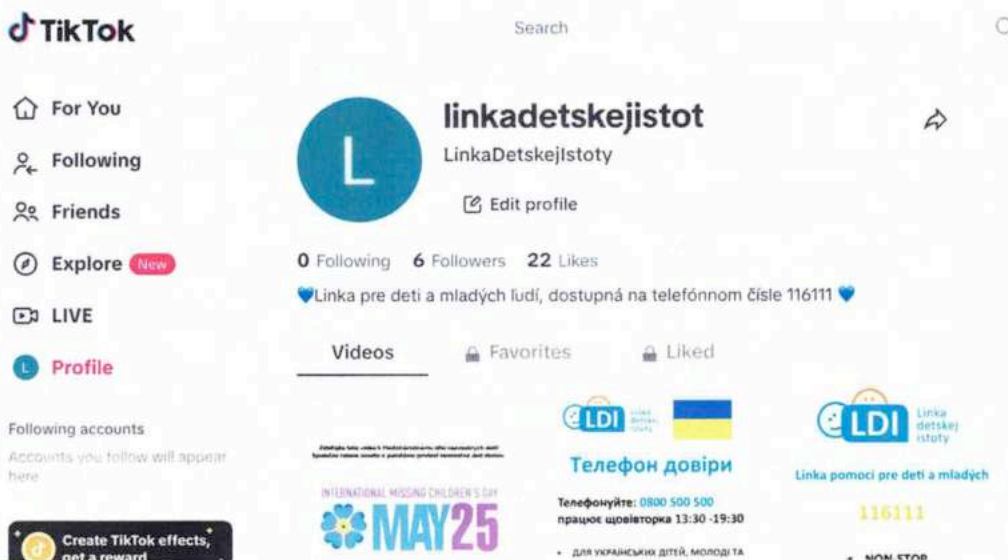 TikTok
Search
For You
Following
Friends
Explore New
LIVE
L Profile
Following accounts
Accounts you follow will appear
here
Create TikTok effects,
get a reward
L
linkadetskejistot
LinkaDetskejIstoty
Edit profile
0 Following 6 Followers 22 Likes
💙Linka pre deti a mladých ľudí, dostupná na telefónnom čísle 116111 💙
Videos Favorites Liked
INTERNATIONAL MISSING CHILDREN'S DAY
MAY25
LDI
Телефон довіри
Телефонуйте: 0800 500 500
працює щовівторка 13:30 -19:30
• ДЛЯ УКРАЇНСЬКИХ ДІТЕЙ, МОЛОДІ ТА
LDI Linka
detskej
istoty
Linka pomoci pre deti a mladých
116111
• NON-STOP